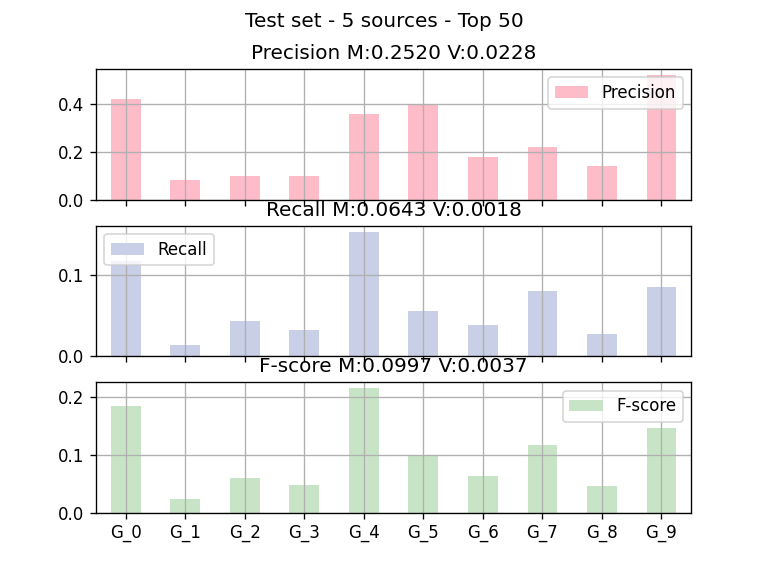 Test set - 5 sources - Top 50
Precision M:0.2520 V:0.0228
0.4
0.2
0.0
Precision
Recall M:0.0643 V:0.0018
0.1
0.0
Recall
F-score M:0.0997 V:0.0037
0.2
0.1
0.0
F-score
G_0 G_1 G_2 G_3 G_4 G_5 G_6 G_7 G_8 G_9